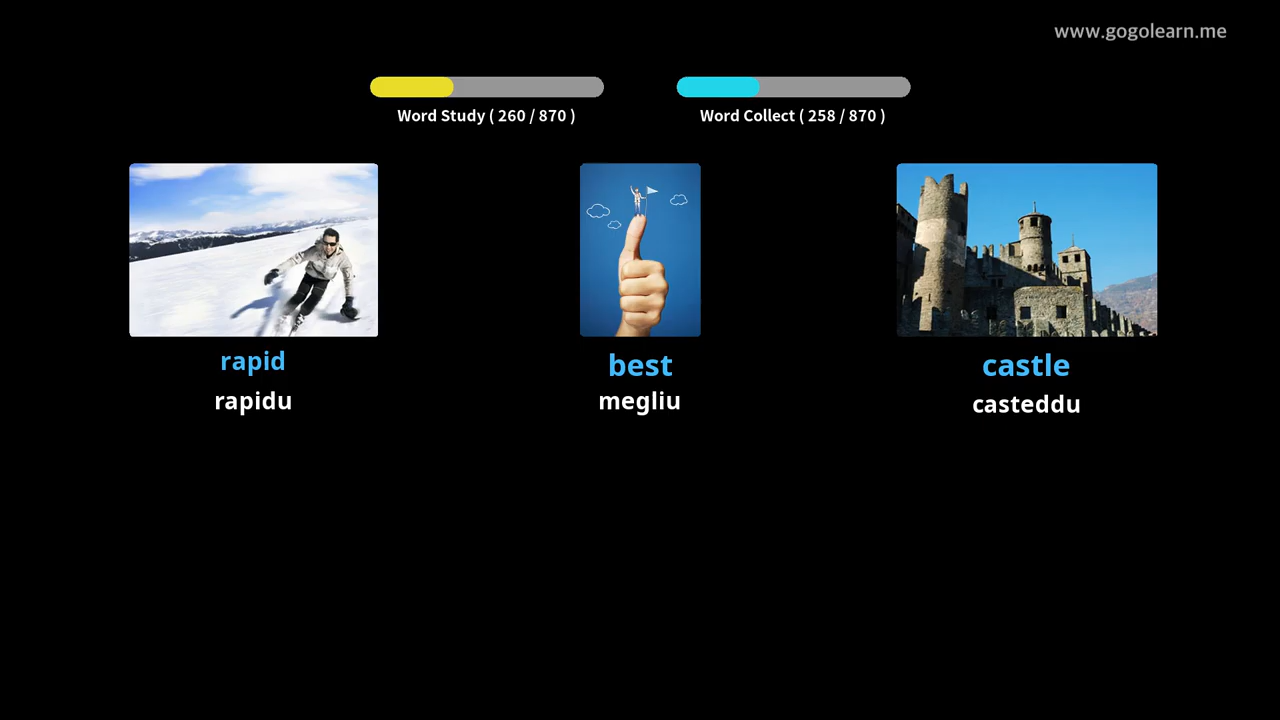 www.gogolearn.me
Word Study ( 260 / 870 )
Word Collect ( 258 / 870 )
rapid
rapidu
best
megliu
castle
casteddu